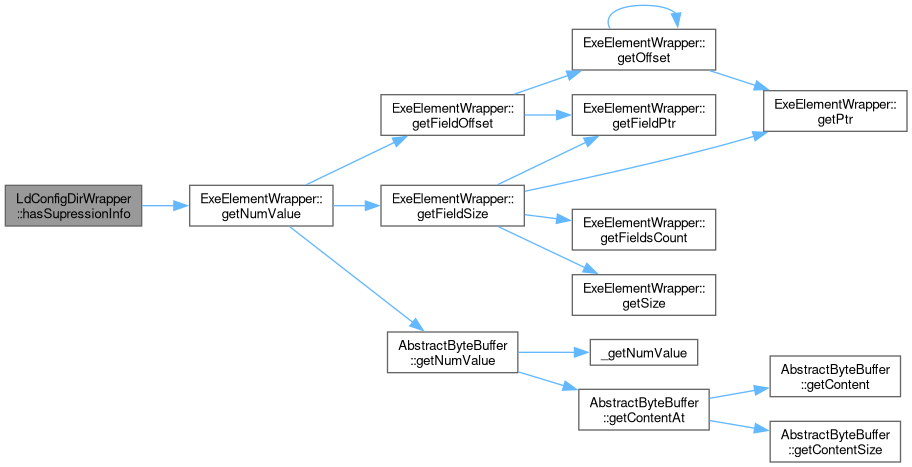 LdConfigDirWrapper
::hasSupressionInfo
ExeElementWrapper::
getNumValue
ExeElementWrapper::
getFieldOffset
ExeElementWrapper::
getOffset
ExeElementWrapper::
getPtr
ExeElementWrapper::
getFieldPtr
ExeElementWrapper::
getFieldSize
ExeElementWrapper::
getFieldsCount
ExeElementWrapper::
getSize
AbstractByteBuffer
::getNumValue
_getNumValue
AbstractByteBuffer
::getContentAt
AbstractByteBuffer
::getContent
AbstractByteBuffer
::getContentSize